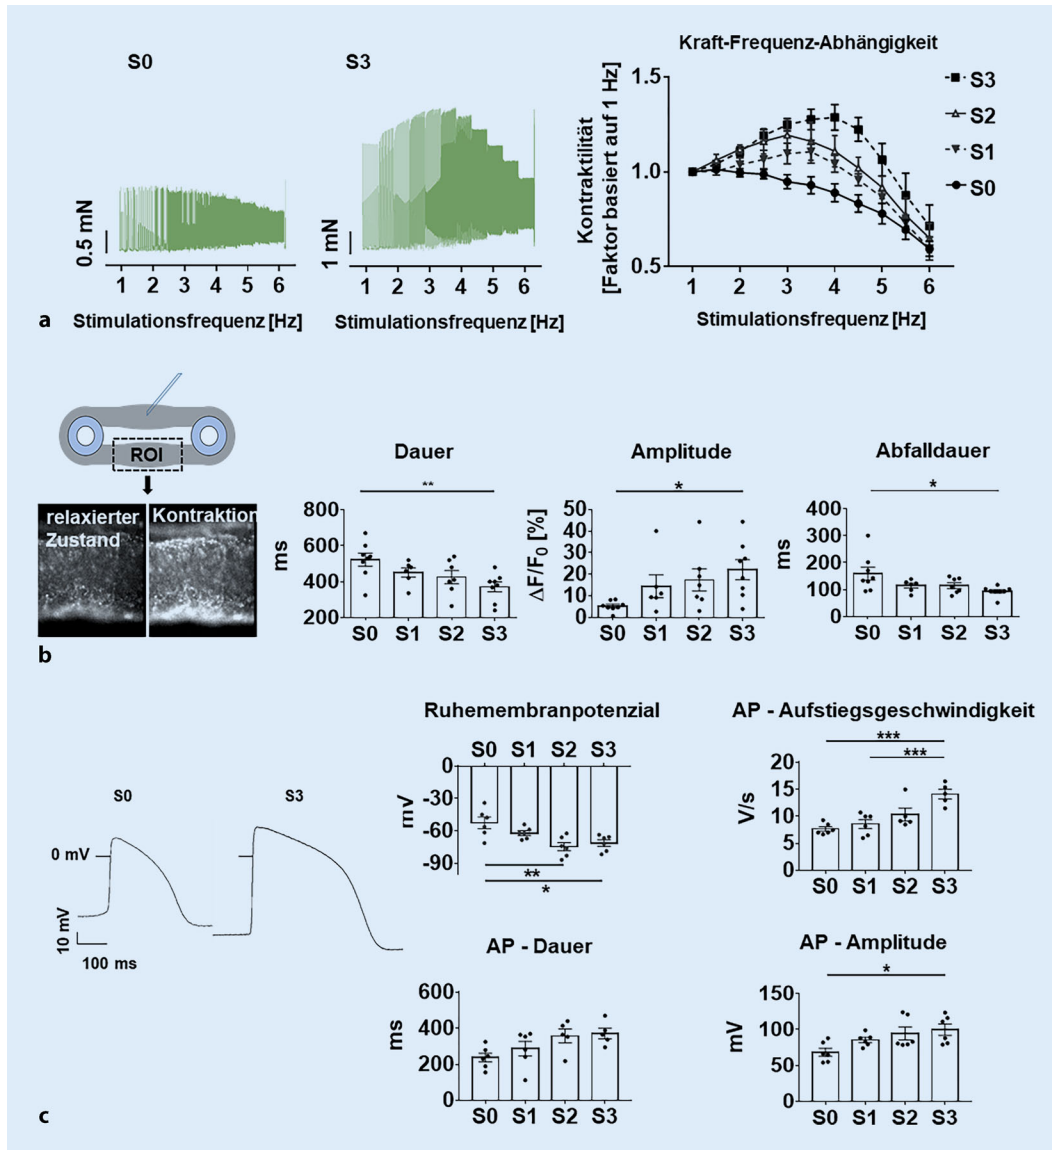 S0
S3
0.5 mN
1 2 3 4 5 6
Stimulationsfrequenz [Hz]
1 mN
1 2 3 4 5 6
Stimulationsfrequenz [Hz]
Kraft-Frequenz-Abhängigkeit
Kontraktilität
[Faktor basiert auf 1 Hz]
1.5
1.0
0.5
1 2 3 4 5 6
Stimulationsfrequenz [Hz]
S3
S2
S1
S0
a
ROI
relaxierter
Zustand
Kontraktion
Dauer
**
ms
800
600
400
200
S0 S1 S2 S3
Amplitude
*
ΔF/F0 [%]
50
40
30
20
10
0
S0 S1 S2 S3
Abfalldauer
*
ms
400
300
200
100
0
S0 S1 S2 S3
b
S0
S3
0 mV
10 mV
100 ms
Ruhemembranpotenzial
S0 S1 S2 S3
mV
0
-30
-60
-90
**
*
AP - Aufstiegsgeschwindigkeit
***
***
V/s
20
15
10
5
0
S0 S1 S2 S3
AP - Dauer
ms
600
400
200
0
S0 S1 S2 S3
AP - Amplitude
*
mV
150
100
50
0
S0 S1 S2 S3
c